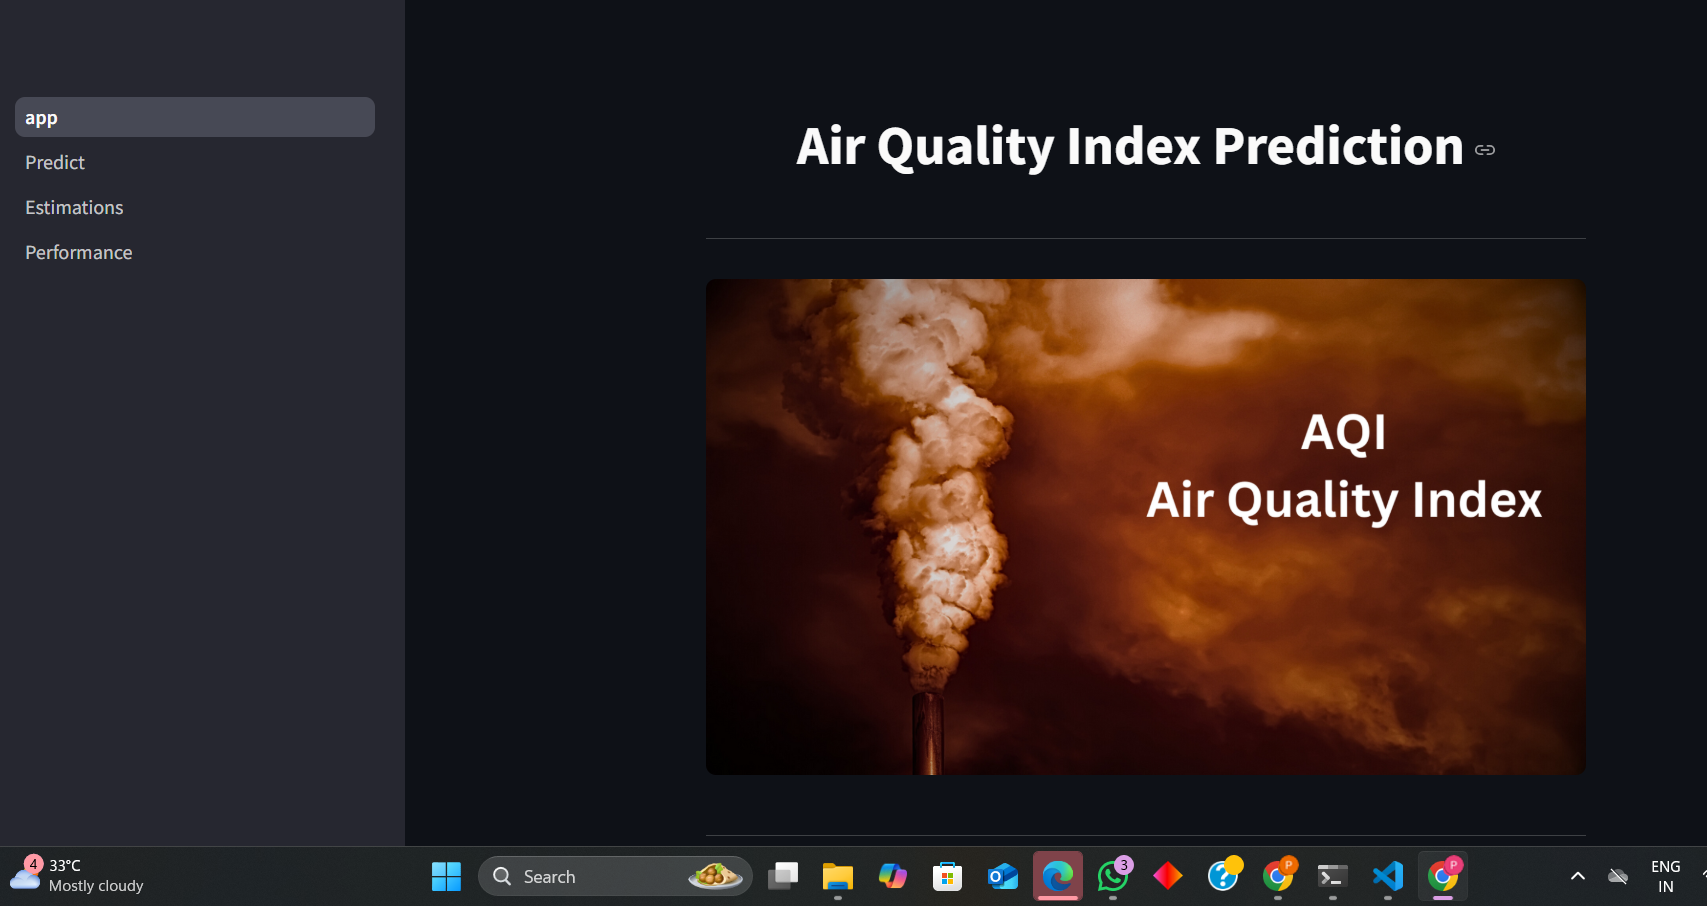 app
Predict
Estimations
Performance
Air Quality Index Prediction
AQI
Air Quality Index
4
33°C
Mostly cloudy
Search
3
P
P
ENG
IN